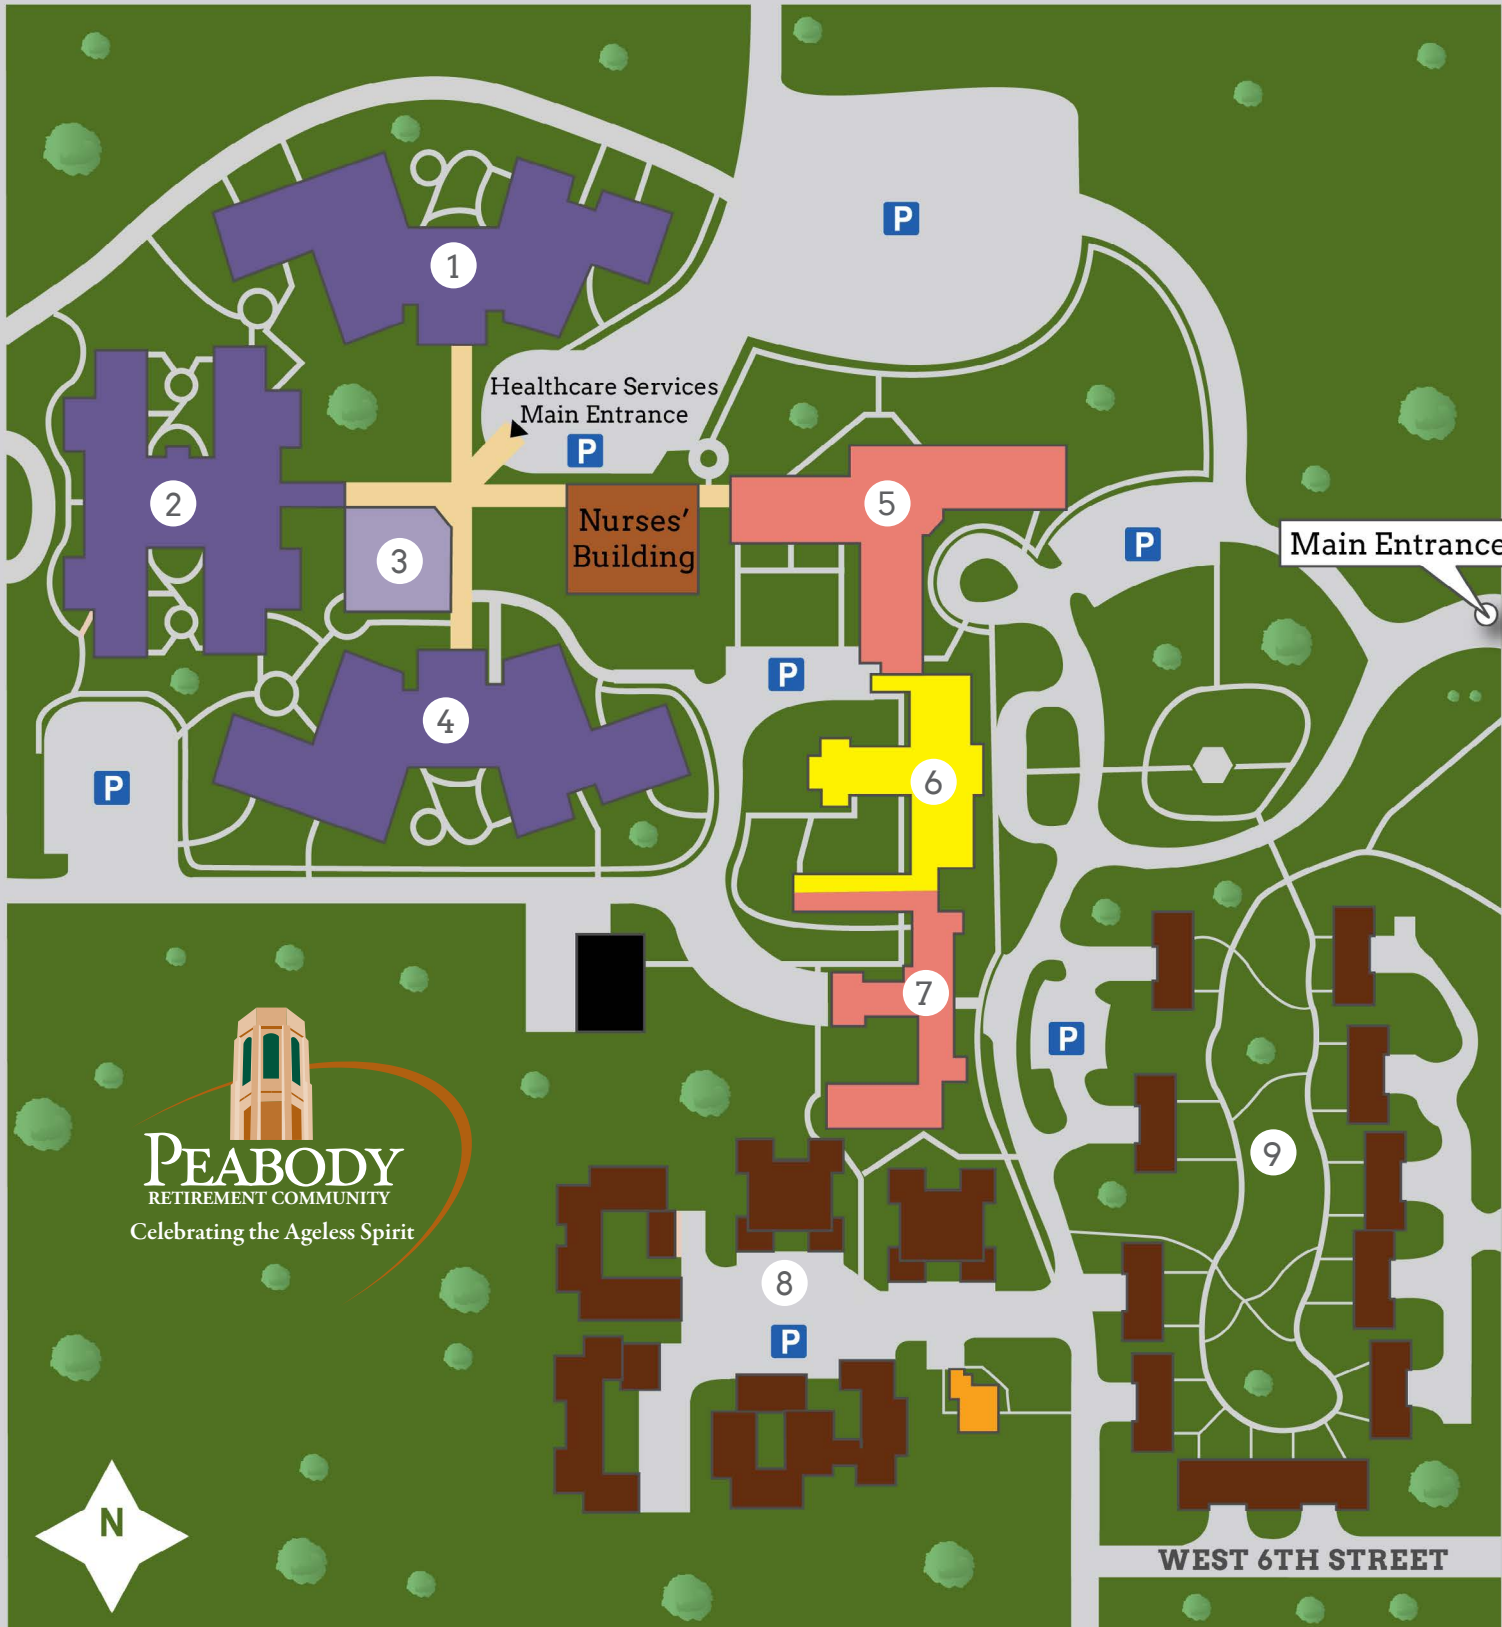 P
1
Healthcare Services
Main Entrance
P
2
5
Nurses'
Building
3
P
Main Entrance
P
4
6
P
7
P
PEABODY
RETIREMENT COMMUNITY
Celebrating the Ageless Spirit
9
8
P
N
WEST 6TH STREET